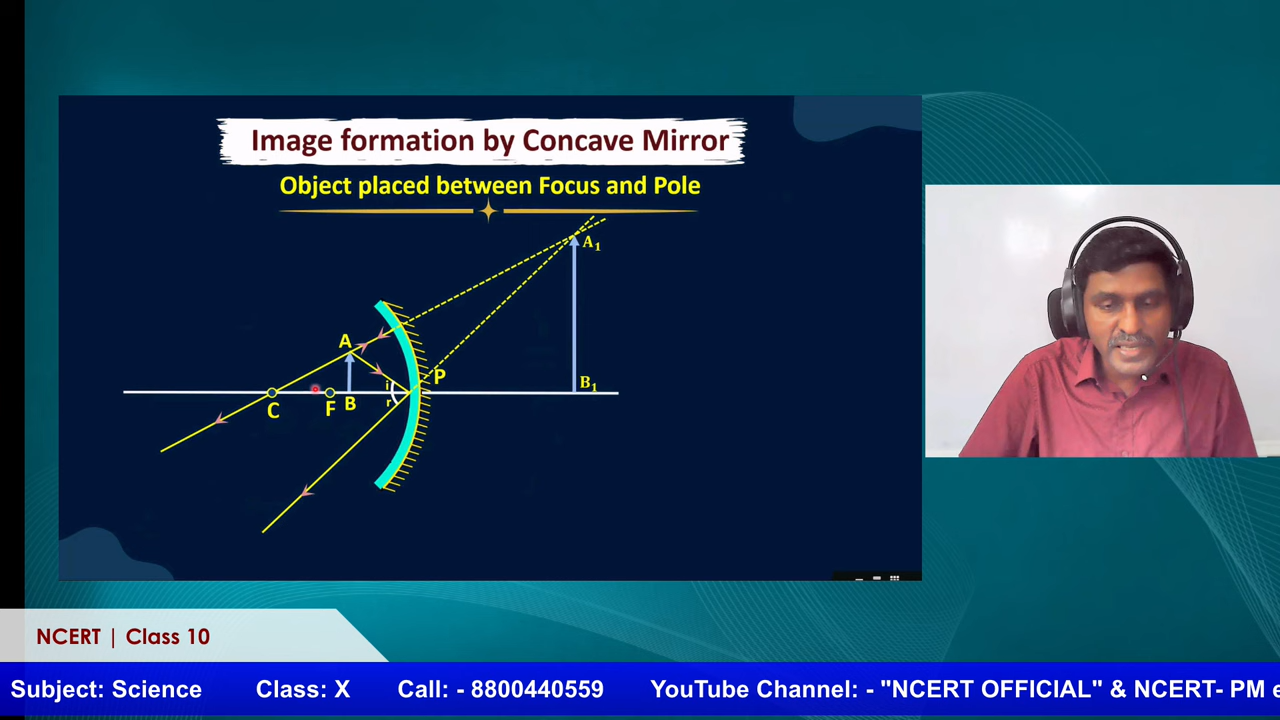 Image formation by Concave Mirror
Object placed between Focus and Pole
A₁
A
P
i
B₁
r
C
F
B
NCERT | Class 10
Subject: Science Class: X Call: - 8800440559 YouTube Channel: - "NCERT OFFICIAL" & NCERT- PM e